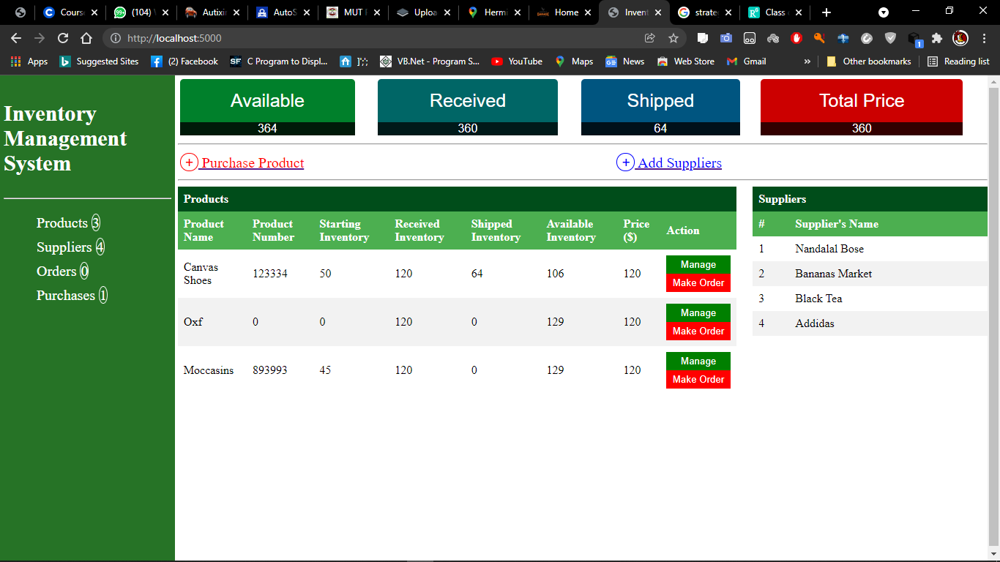 Course
(104) W
Autixir
AutoS
MUT P
Uploa
Hermi
Home
Invent
strate
Class
http://localhost:5000
Apps
Suggested Sites
(2) Facebook
C Program to Displ...
]';';
VB.Net - Program S...
YouTube
Maps
News
Web Store
Gmail
»
Other bookmarks
Reading list
Inventory
Management
System
Products 3
Suppliers 4
Orders 0
Purchases 1
Available
364
Received
360
Shipped
64
Total Price
360
+ Purchase Product
+ Add Suppliers
Products
Product Name Product Number Starting Inventory Received Inventory Shipped Inventory Available Inventory Price ($) Action
Canvas Shoes 123334 50 120 64 106 120 Manage Make Order
Oxf 0 0 120 0 129 120 Manage Make Order
Moccasins 893993 45 120 0 129 120 Manage Make Order
Suppliers
# Supplier's Name
1 Nandalal Bose
2 Bananas Market
3 Black Tea
4 Addidas